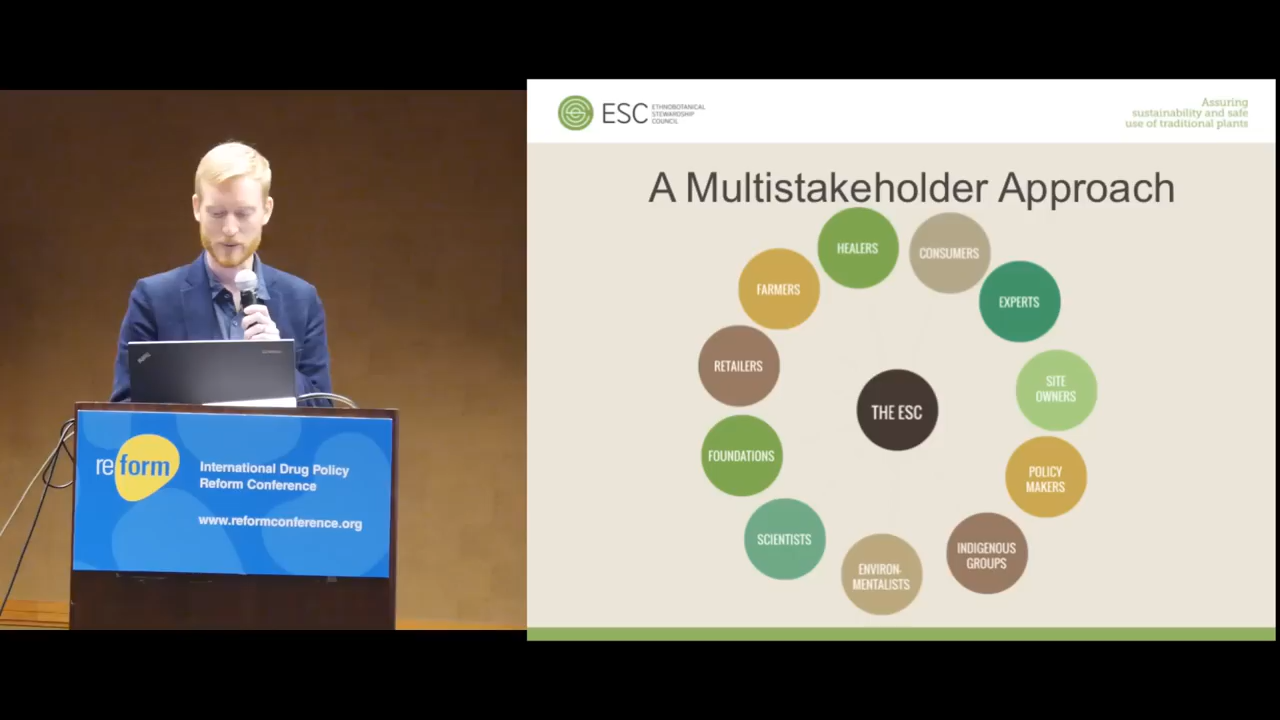 re form
International Drug Policy
Reform Conference
www.reformconference.org
ESC
ETHNOBOTANICAL
STEWARDSHIP
COUNCIL
Assuring
sustainability and safe
use of traditional plants
A Multistakeholder Approach
HEALERS
CONSUMERS
FARMERS
EXPERTS
RETAILERS
SITE
OWNERS
THE ESC
FOUNDATIONS
POLICY
MAKERS
SCIENTISTS
INDIGENOUS
GROUPS
ENVIRON-
MENTALISTS